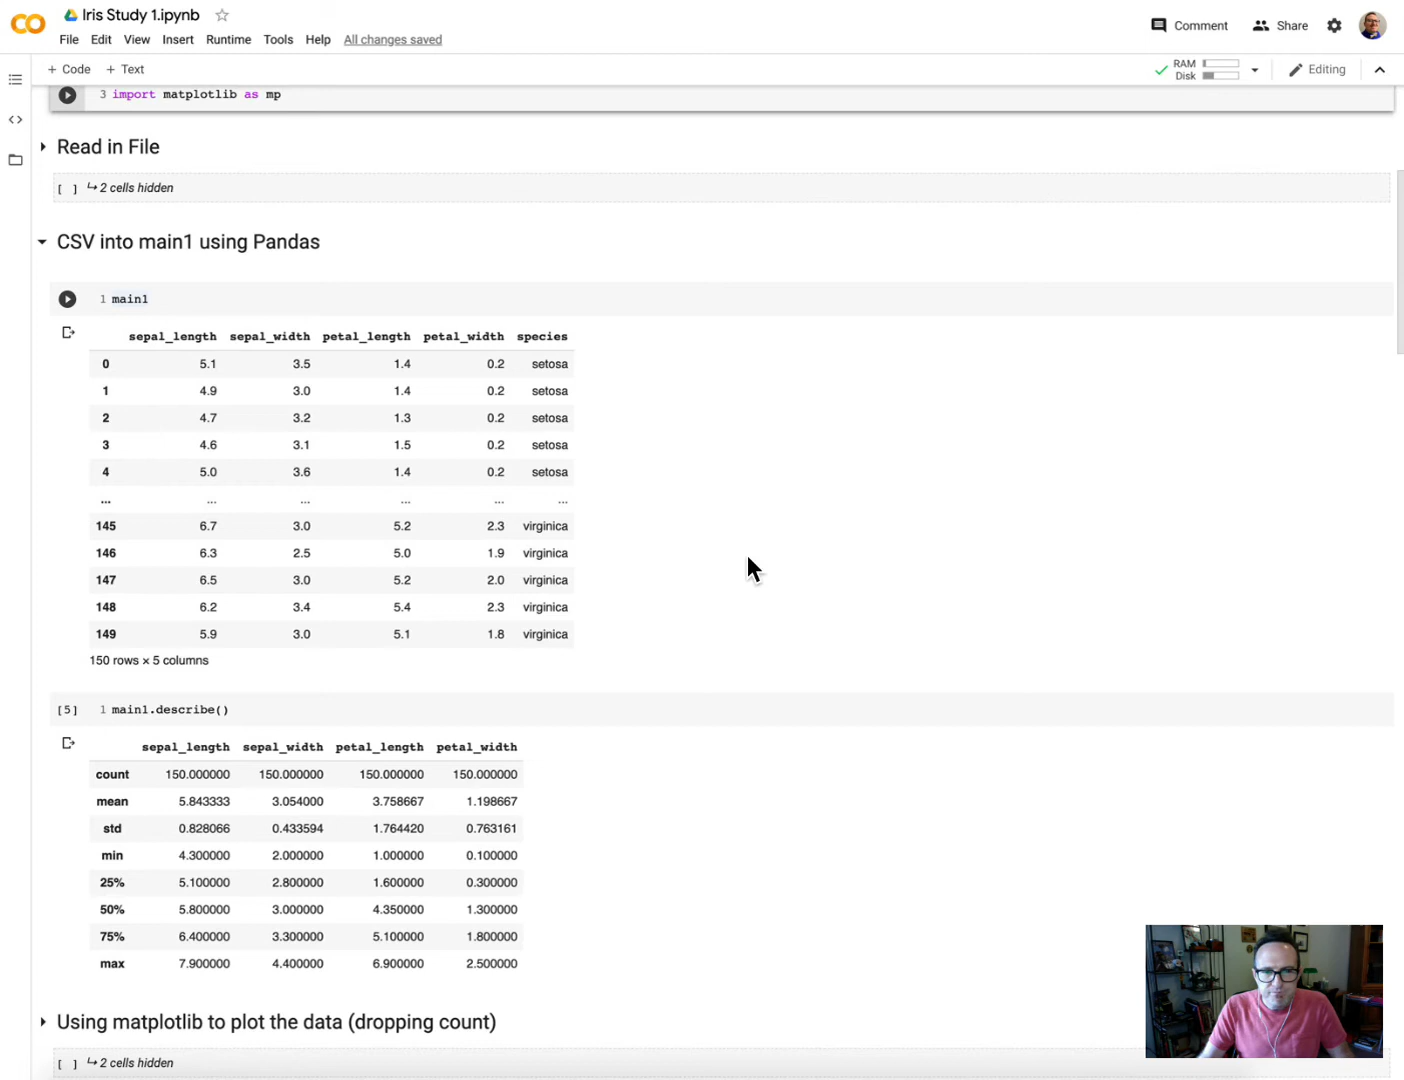 Iris Study 1.ipynb
Comment Share
File Edit View Insert Runtime Tools Help All changes saved
+ Code + Text
RAM
Disk
Editing
3 import matplotlib as mp
Read in File
[ ] ↳ 2 cells hidden
CSV into main1 using Pandas
1 main1
sepal_length sepal_width petal_length petal_width species
0 5.1 3.5 1.4 0.2 setosa
1 4.9 3.0 1.4 0.2 setosa
2 4.7 3.2 1.3 0.2 setosa
3 4.6 3.1 1.5 0.2 setosa
4 5.0 3.6 1.4 0.2 setosa
... ... ... ... ... ...
145 6.7 3.0 5.2 2.3 virginica
146 6.3 2.5 5.0 1.9 virginica
147 6.5 3.0 5.2 2.0 virginica
148 6.2 3.4 5.4 2.3 virginica
149 5.9 3.0 5.1 1.8 virginica
150 rows × 5 columns
[5] 1 main1.describe()
sepal_length sepal_width petal_length petal_width
count 150.000000 150.000000 150.000000 150.000000
mean 5.843333 3.054000 3.758667 1.198667
std 0.828066 0.433594 1.764420 0.763161
min 4.300000 2.000000 1.000000 0.100000
25% 5.100000 2.800000 1.600000 0.300000
50% 5.800000 3.000000 4.350000 1.300000
75% 6.400000 3.300000 5.100000 1.800000
max 7.900000 4.400000 6.900000 2.500000
Using matplotlib to plot the data (dropping count)
[ ] ↳ 2 cells hidden